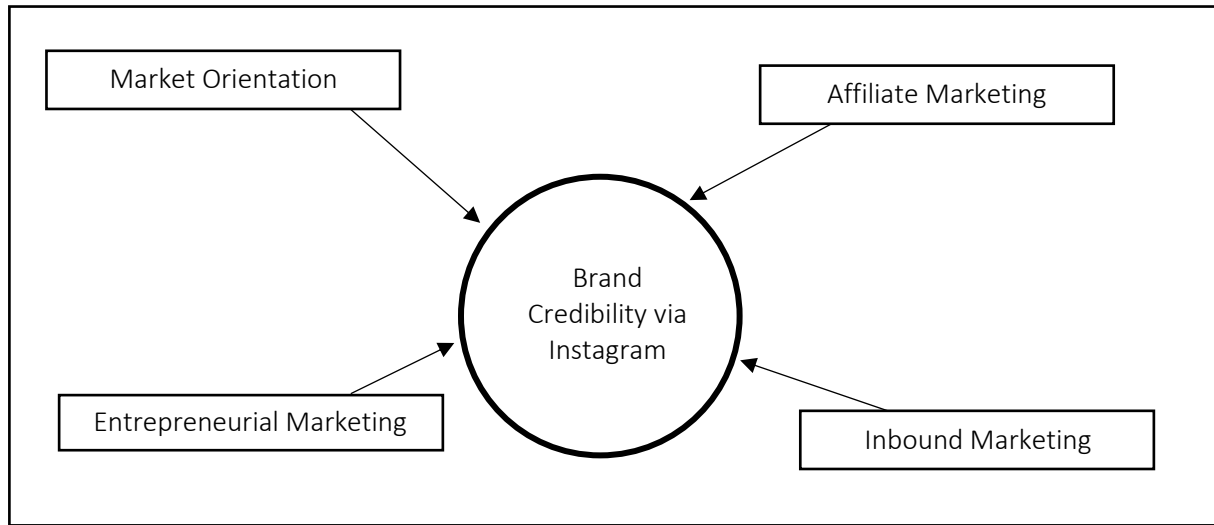 Market Orientation
Affiliate Marketing
Brand
Credibility via
Instagram
Entrepreneurial Marketing
Inbound Marketing